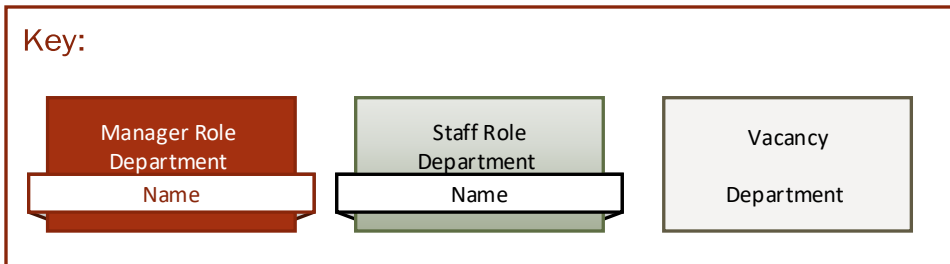 Key:
Manager Role
Department
Name
Staff Role
Department
Name
Vacancy
Department